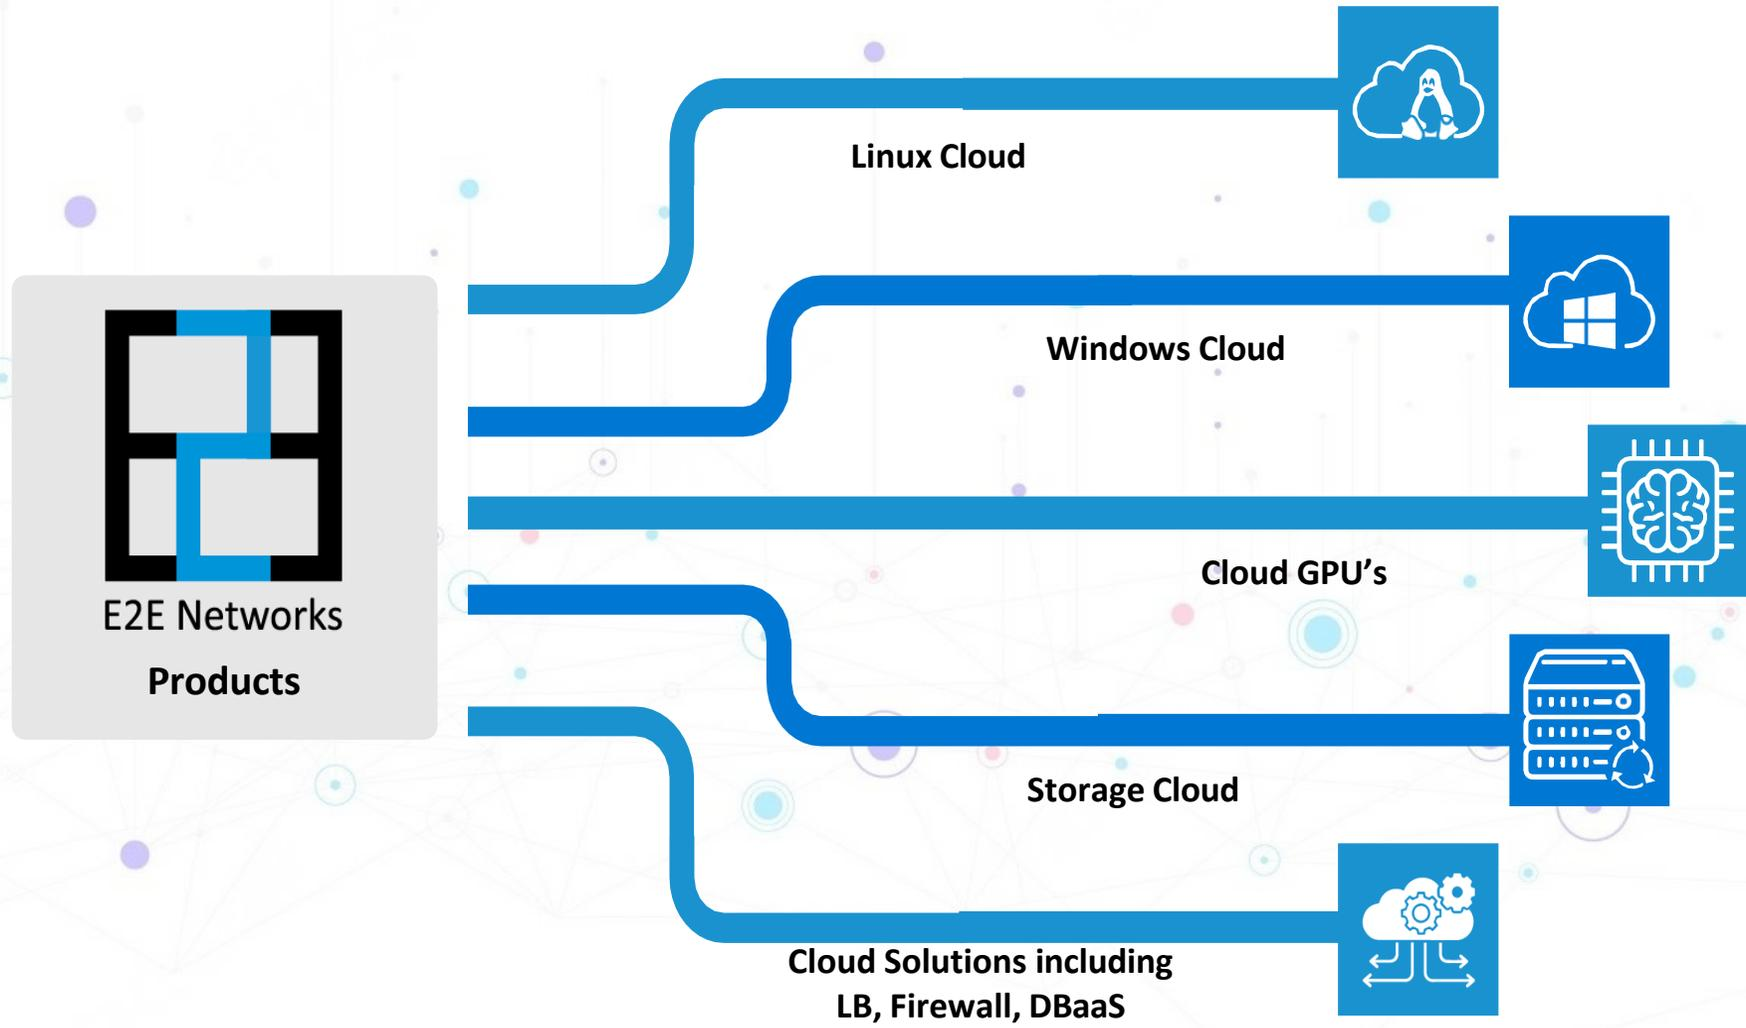 Linux Cloud
Windows Cloud
Cloud GPU’s
E2E Networks
Products
Storage Cloud
Cloud Solutions including
LB, Firewall, DBaaS